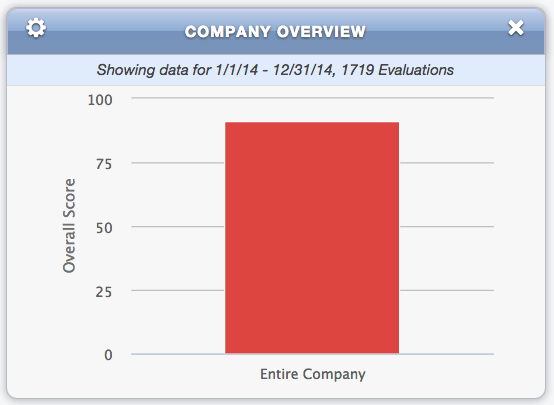 COMPANY OVERVIEW
Showing data for 1/1/14 - 12/31/14, 1719 Evaluations
100
75
50
25
0
Overall Score
Entire Company